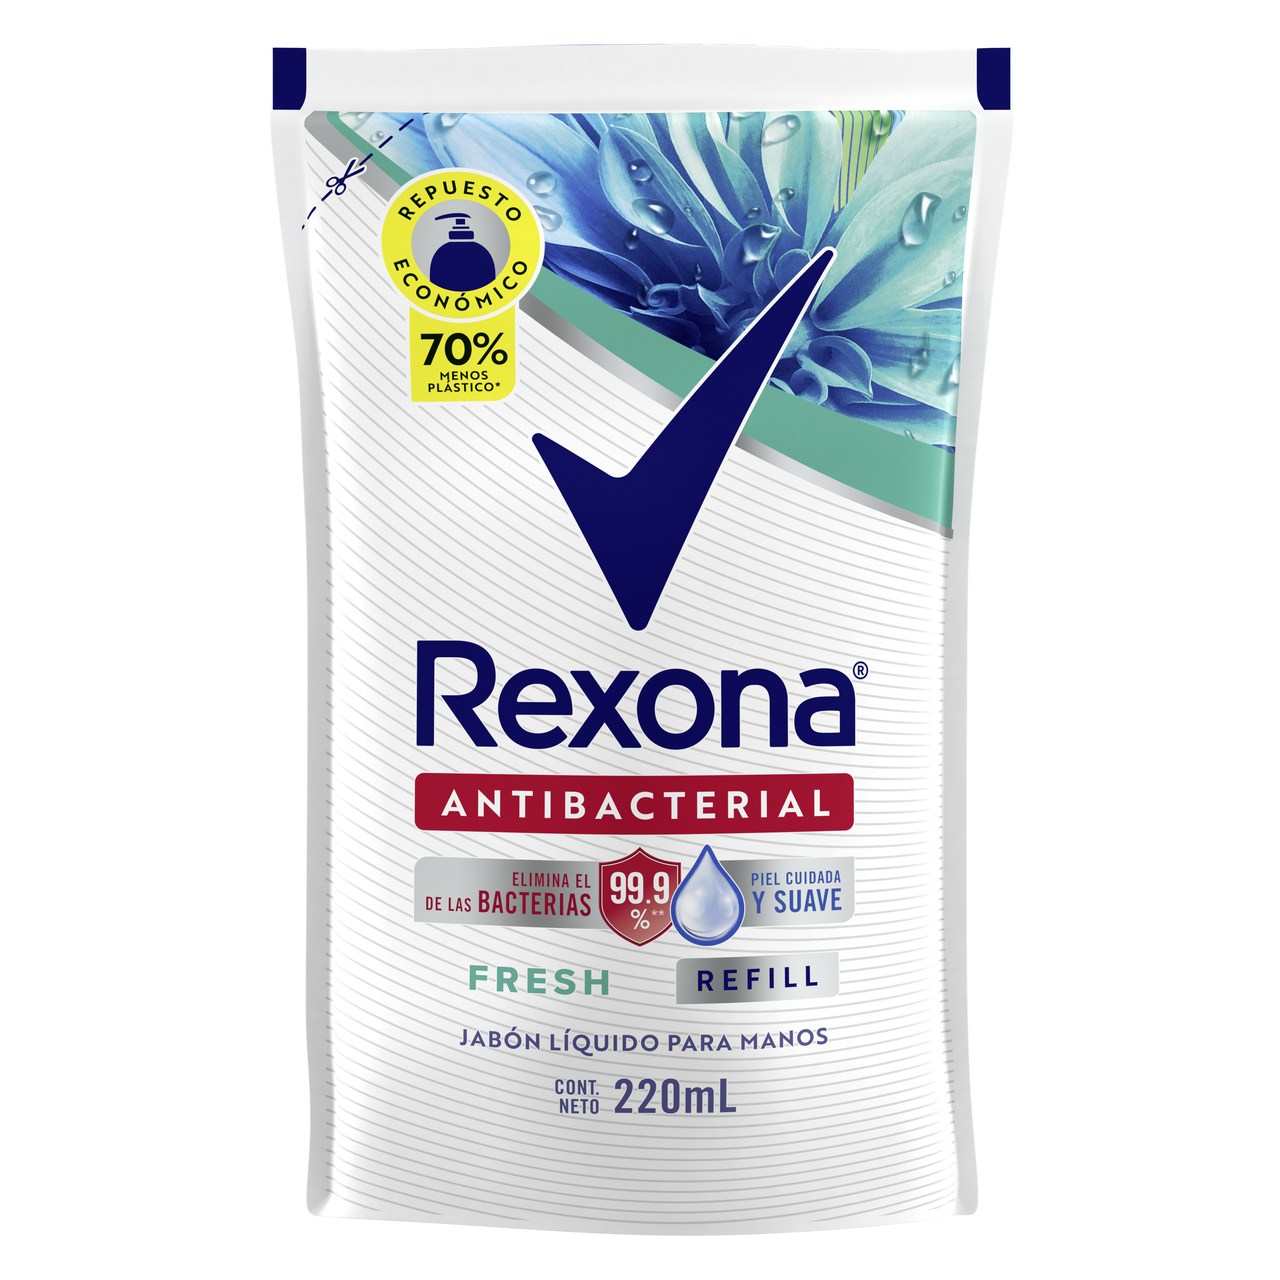 REPUESTO
ECONÓMICO
70%
MENOS
PLÁSTICO*
Rexona®
ANTIBACTERIAL
ELIMINA EL
DE LAS BACTERIAS
99.9
%**
PIEL CUIDADA
Y SUAVE
FRESH
REFILL
JABÓN LÍQUIDO PARA MANOS
CONT.
NETO
220mL